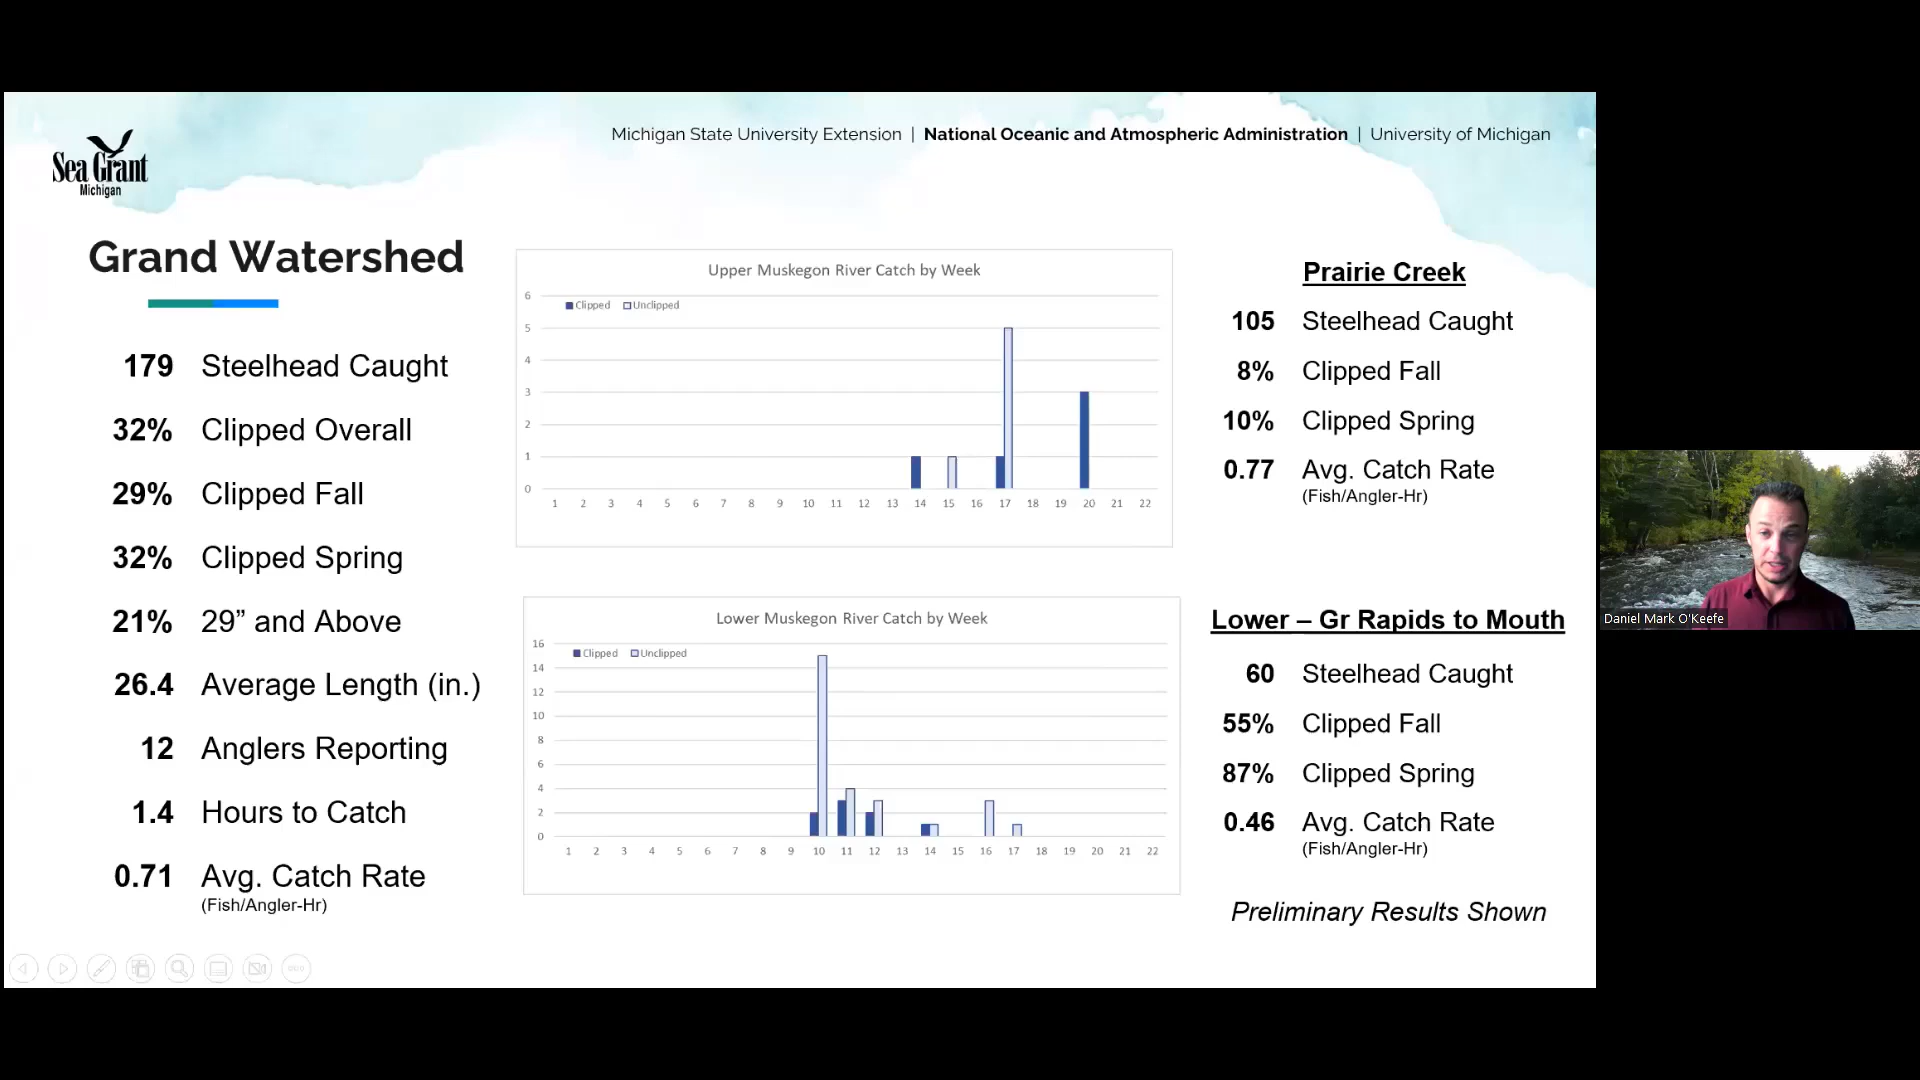 Michigan State University Extension | National Oceanic and Atmospheric Administration | University of Michigan
Sea Grant
Michigan
Grand Watershed
179 Steelhead Caught
32% Clipped Overall
29% Clipped Fall
32% Clipped Spring
21% 29” and Above
26.4 Average Length (in.)
12 Anglers Reporting
1.4 Hours to Catch
0.71 Avg. Catch Rate
(Fish/Angler-Hr)
Upper Muskegon River Catch by Week
Clipped Unclipped
6
5
4
3
2
1
0
1 2 3 4 5 6 7 8 9 10 11 12 13 14 15 16 17 18 19 20 21 22
Lower Muskegon River Catch by Week
Clipped Unclipped
16
14
12
10
8
6
4
2
0
1 2 3 4 5 6 7 8 9 10 11 12 13 14 15 16 17 18 19 20 21 22
Prairie Creek
105 Steelhead Caught
8% Clipped Fall
10% Clipped Spring
0.77 Avg. Catch Rate
(Fish/Angler-Hr)
Lower – Gr Rapids to Mouth
60 Steelhead Caught
55% Clipped Fall
87% Clipped Spring
0.46 Avg. Catch Rate
(Fish/Angler-Hr)
Preliminary Results Shown
Daniel Mark O'Keefe